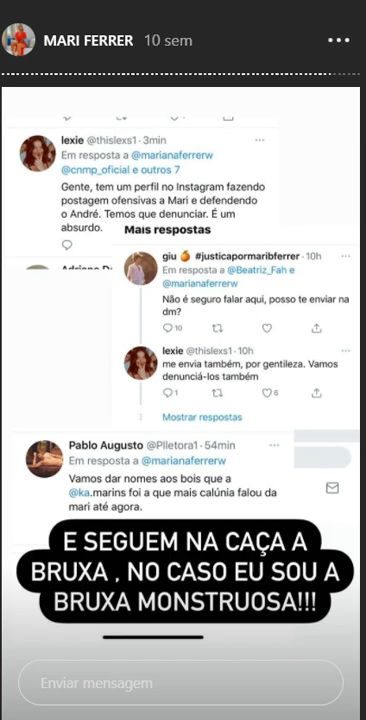 MARI FERRER 10 sem
lexie @thislexs1 · 3min
Em resposta a @marianaferrerw
@cnmp_oficial e outros 7
Gente, tem um perfil no Instagram fazendo
postagem ofensivas a Mari e defendendo
o André. Temos que denunciar. É um
absurdo.
Mais respostas
giu 🍊 #justicapormaribferrer · 10h
Em resposta a @Beatriz_Fah e
@marianaferrerw
Não é seguro falar aqui, posso te enviar na
dm?
10
lexie @thislexs1 · 10h
me envia também, por gentileza. Vamos
denunciá-los também
1 6
Mostrar respostas
Pablo Augusto @Plletora1 · 54min
Em resposta a @marianaferrerw
Vamos dar nomes aos bois que a
@ka.marins foi a que mais calúnia falou da
mari até agora.
E SEGUEM NA CAÇA A
BRUXA , NO CASO EU SOU A
BRUXA MONSTRUOSA!!!
Enviar mensagem